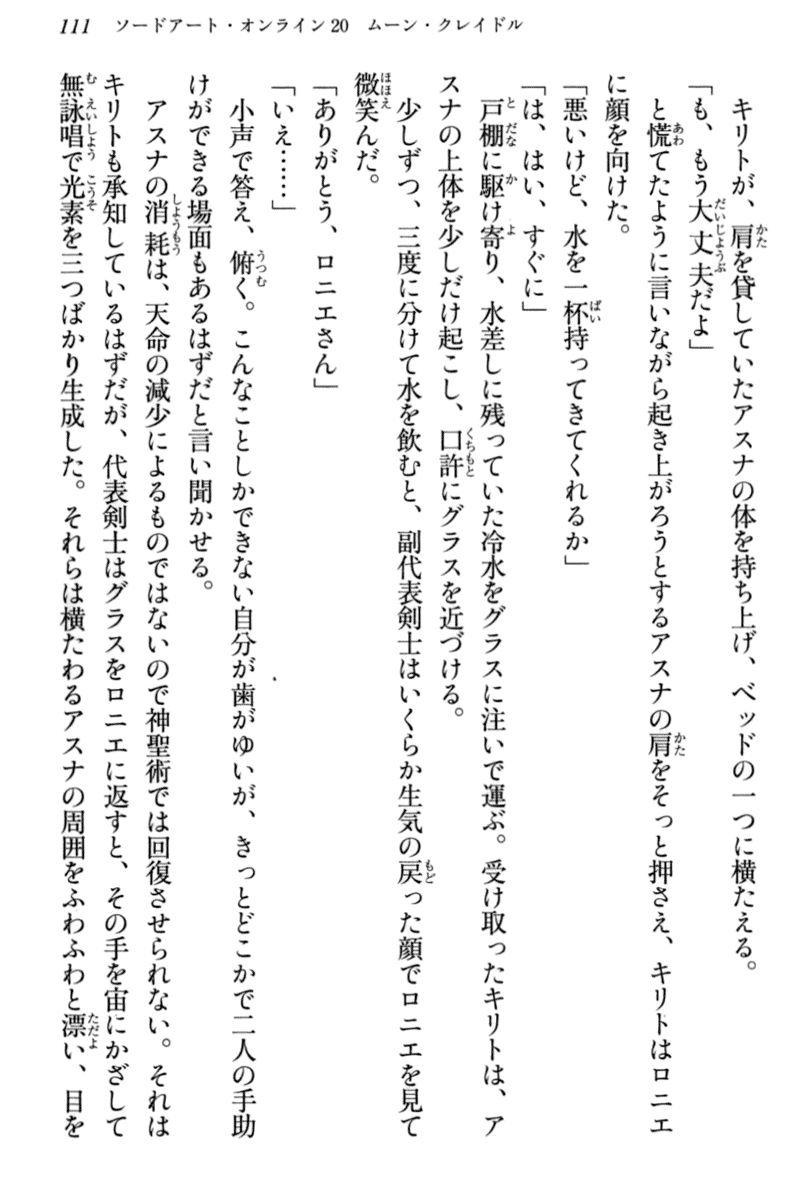 111　ソードアート・オンライン20　ムーン・クレイドル
キリトが、肩を貸していたアスナの体を持ち上げ、ベッドの一つに横たえる。
「も、もう大丈夫だよ」
と慌てたように言いながら起き上がろうとするアスナの肩をそっと押さえ、キリトはロニエ
に顔を向けた。
「悪いけど、水を一杯持ってきてくれるか」
「は、はい、すぐに」
戸棚に駆け寄り、水差しに残っていた冷水をグラスに注いで運ぶ。受け取ったキリトは、ア
スナの上体を少しだけ起こし、口許にグラスを近づける。
少しずつ、三度に分けて水を飲むと、副代表剣士はいくらか生気の戻った顔でロニエを見て
微笑んだ。
「ありがとう、ロニエさん」
「いえ……」
小声で答え、俯く。こんなことしかできない自分が歯がゆいが、きっとどこかで二人の手助
けができる場面もあるはずだと言い聞かせる。
アスナの消耗は、天命の減少によるものではないので神聖術では回復させられない。それは
キリトも承知しているはずだが、代表剣士はグラスをロニエに返すと、その手を宙にかざして
無詠唱で光素を三つばかり生成した。それらは横たわるアスナの周囲をふわふわと漂い、目を